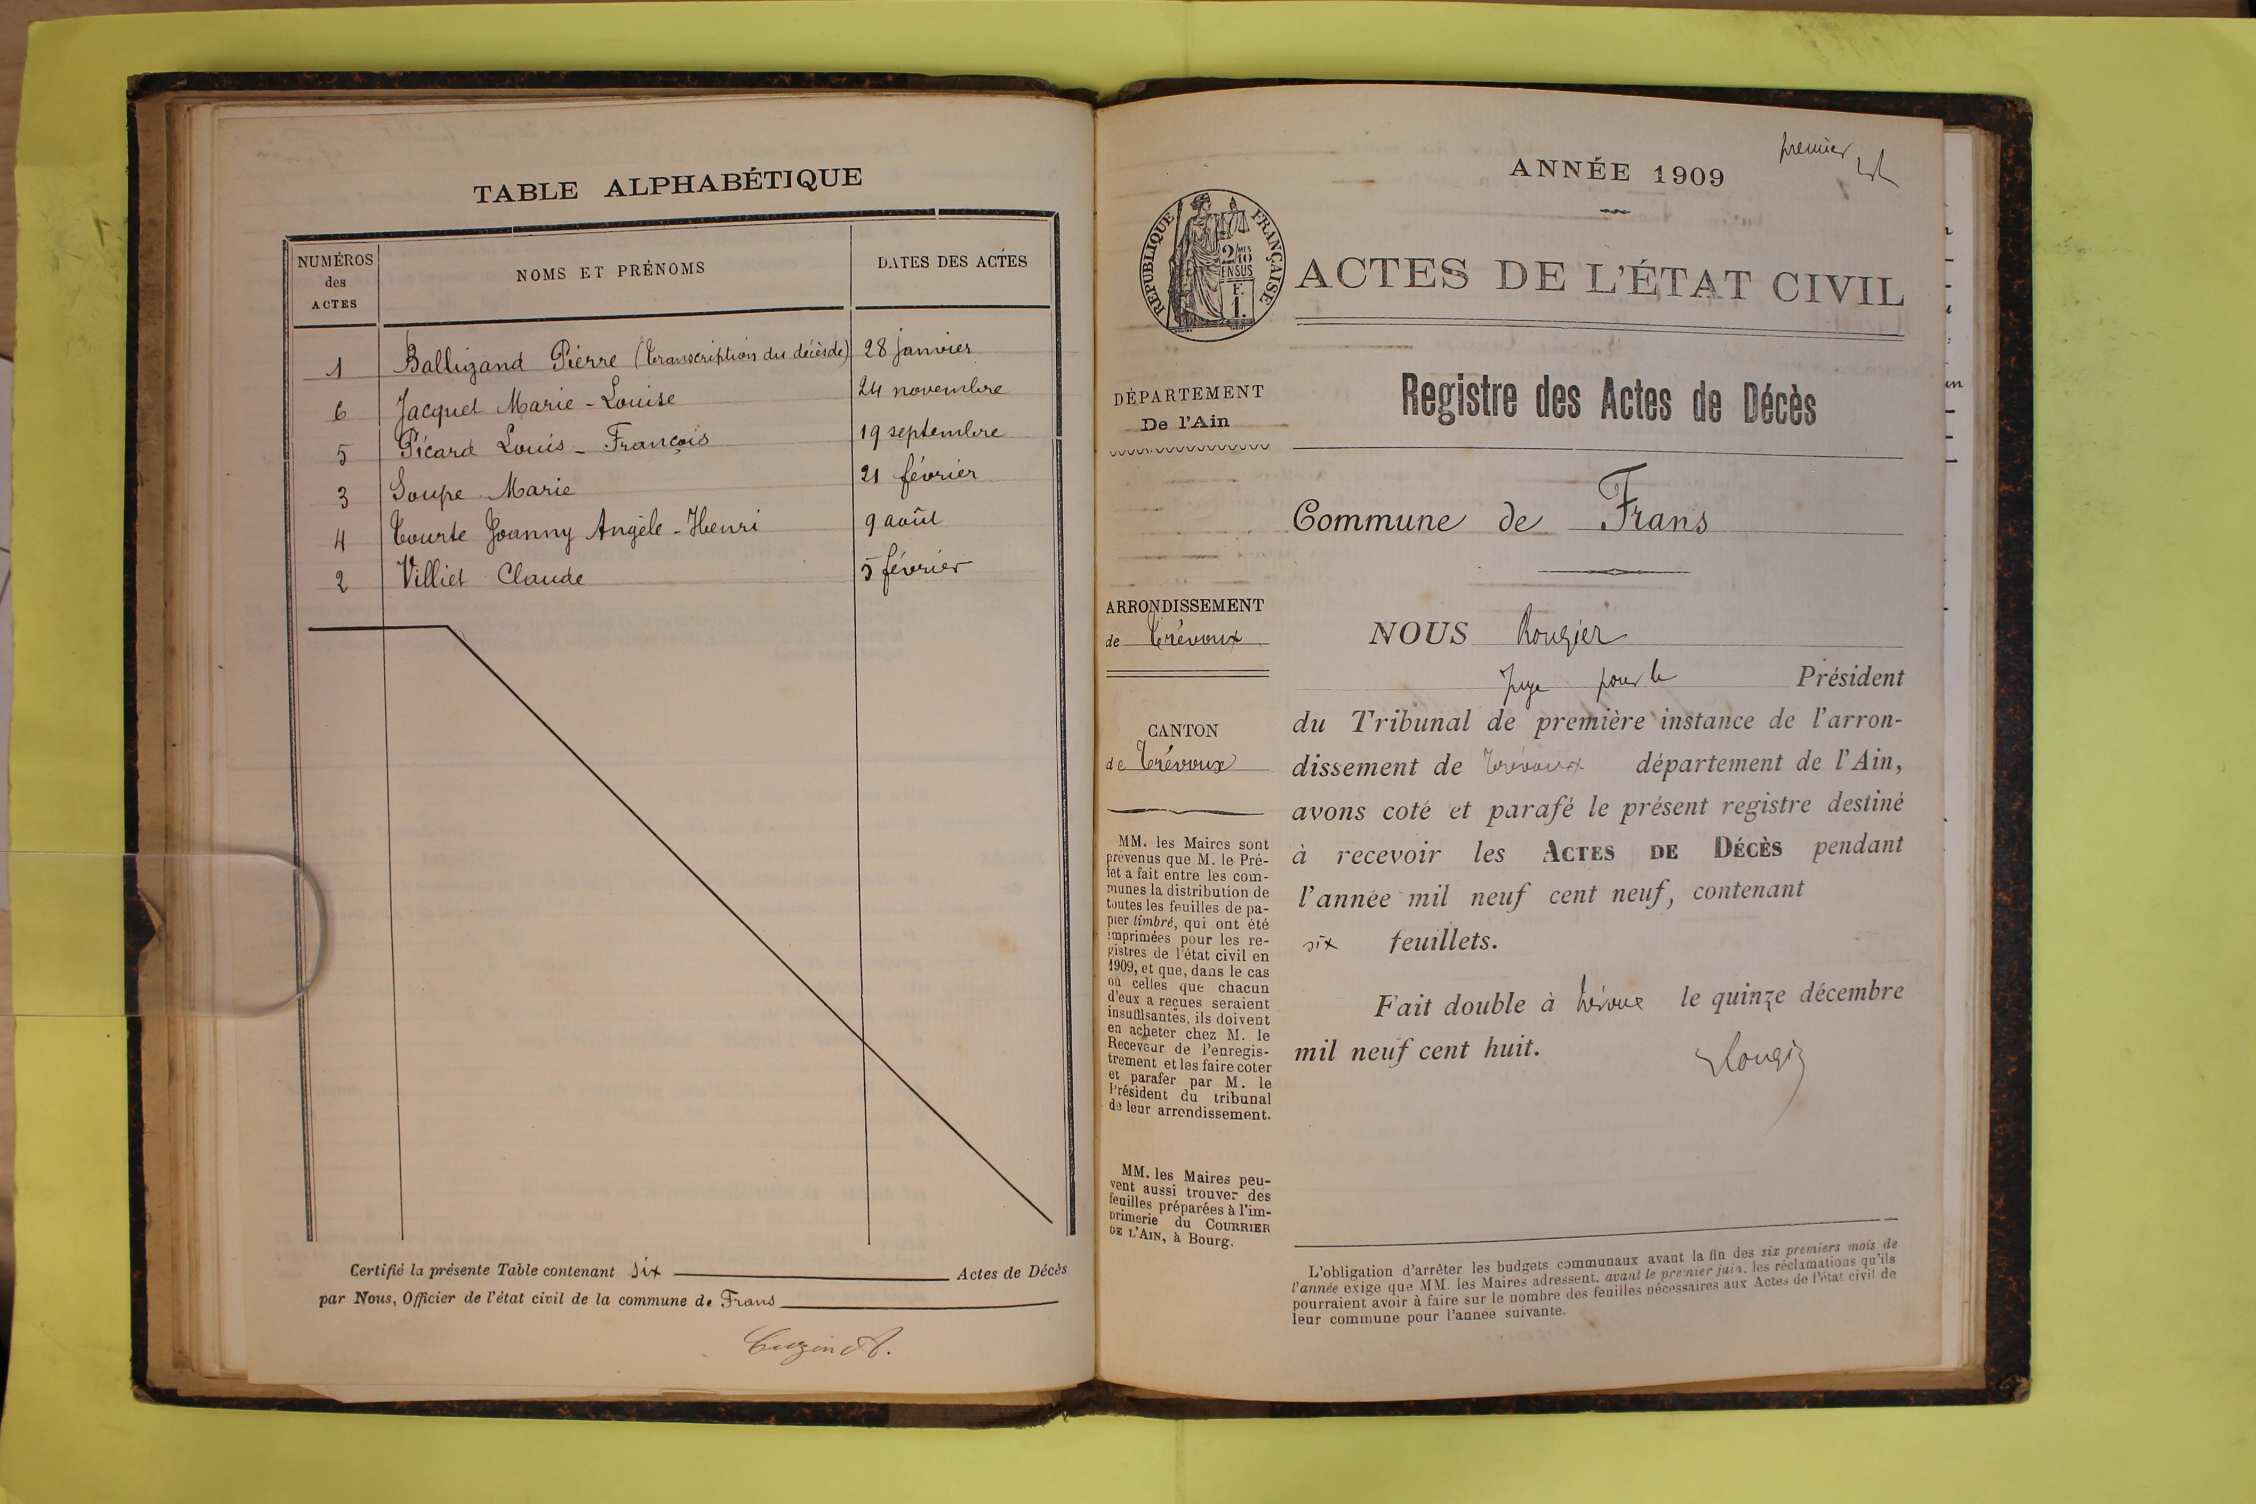 TABLE ALPHABÉTIQUE
NUMÉROS
des
ACTES
NOMS ET PRÉNOMS
DATES DES ACTES
1 Balligand Pierre (Transcription du décès de) 28 janvier
6 Jacquet Marie-Louise 24 novembre
5 Picard Louis-François 19 septembre
3 Soupe Marie 21 février
4 Tourte Joanny Angèle-Henri 9 août
2 Villiet Claude 5 février
Certifié la présente Table contenant six Actes de Décès
par Nous, Officier de l'état civil de la commune de Frans
Cuzin A.
premier
ANNÉE 1909
RÉPUBLIQUE FRANÇAISE
2/10 MES
EN SUS
F.
1.
ACTES DE L'ÉTAT CIVIL
Registre des Actes de Décès
DÉPARTEMENT
De l'Ain
Commune de Frans
ARRONDISSEMENT
de Trévoux
CANTON
de Trévoux
MM. les Maires sont
prévenus que M. le Pré-
fet a fait entre les com-
munes la distribution de
toutes les feuilles de pa-
pier timbré, qui ont été
imprimées pour les re-
gistres de l'état civil en
1909, et que, dans le cas
où celles que chacun
d'eux a reçues seraient
insuffisantes, ils doivent
en acheter chez M. le
Receveur de l'enregis-
trement et les faire coter
et parafer par M. le
Président du tribunal
de leur arrondissement.
MM. les Maires peu-
vent aussi trouver des
feuilles préparées à l'im-
primerie du COURRIER
DE L'AIN, à Bourg.
NOUS Rougier
juge pour le Président
du Tribunal de première instance de l'arron-
dissement de Trévoux département de l'Ain,
avons coté et parafé le présent registre destiné
à recevoir les ACTES DE DÉCÈS pendant
l'année mil neuf cent neuf, contenant
six feuillets.
Fait double à Trévoux le quinze décembre
mil neuf cent huit.
Rougier
L'obligation d'arrêter les budgets communaux avant la fin des six premiers mois de
l'année exige que MM. les Maires adressent, avant le premier juin, les réclamations qu'ils
pourraient avoir à faire sur le nombre des feuilles nécessaires aux Actes de l'état civil de
leur commune pour l'année suivante.